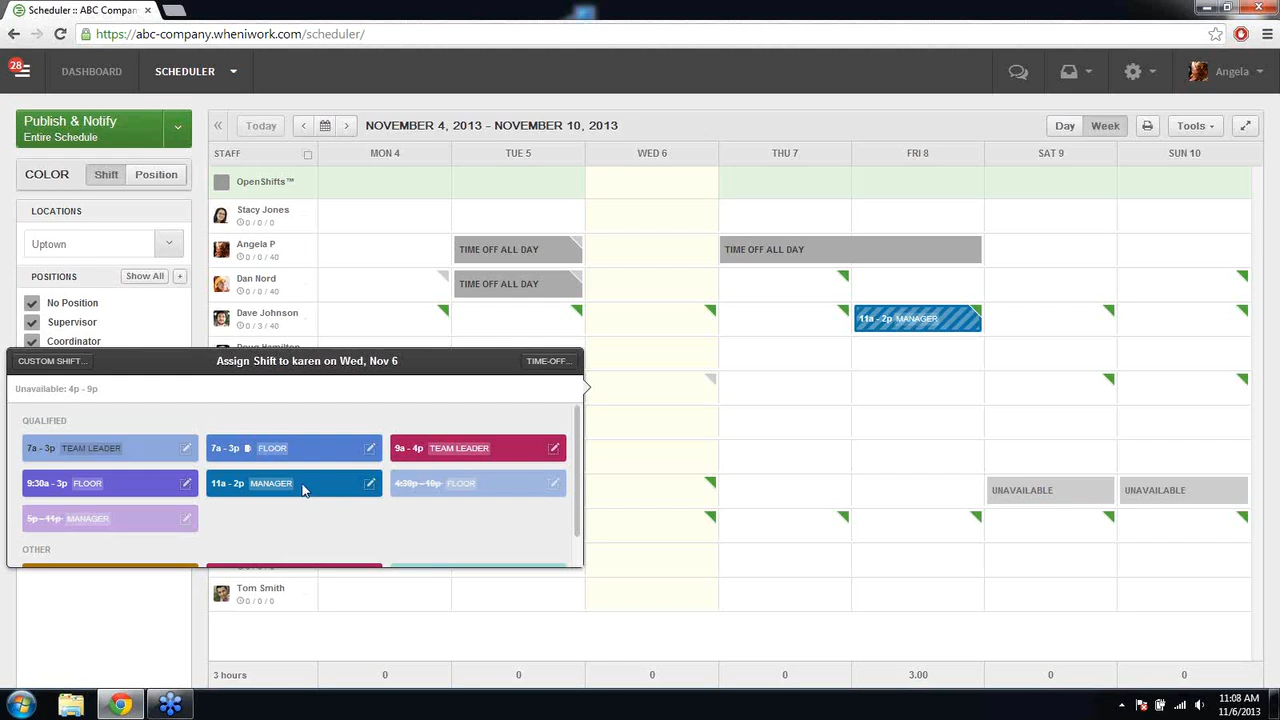 Scheduler :: ABC Compan
https://abc-company.wheniwork.com/scheduler/
28
DASHBOARD
SCHEDULER
Angela
Publish & Notify
Entire Schedule
Today
NOVEMBER 4, 2013 - NOVEMBER 10, 2013
Day
Week
Tools
STAFF
MON 4
TUE 5
WED 6
THU 7
FRI 8
SAT 9
SUN 10
COLOR
Shift
Position
OpenShifts™
LOCATIONS
Uptown
Stacy Jones
0 / 0 / 0
Angela P
0 / 0 / 40
TIME OFF ALL DAY
TIME OFF ALL DAY
POSITIONS
Show All
+
Dan Nord
0 / 0 / 40
TIME OFF ALL DAY
No Position
Supervisor
Coordinator
Dave Johnson
0 / 3 / 40
11a - 2p MANAGER
CUSTOM SHIFT...
Assign Shift to karen on Wed, Nov 6
TIME-OFF...
Unavailable: 4p - 9p
QUALIFIED
7a - 3p TEAM LEADER
7a - 3p FLOOR
9a - 4p TEAM LEADER
9:30a - 3p FLOOR
11a - 2p MANAGER
4:30p - 10p FLOOR
5p - 11p MANAGER
OTHER
UNAVAILABLE
UNAVAILABLE
Tom Smith
0 / 0 / 0
3 hours
0
0
0
0
3.00
0
0
11:08 AM
11/6/2013